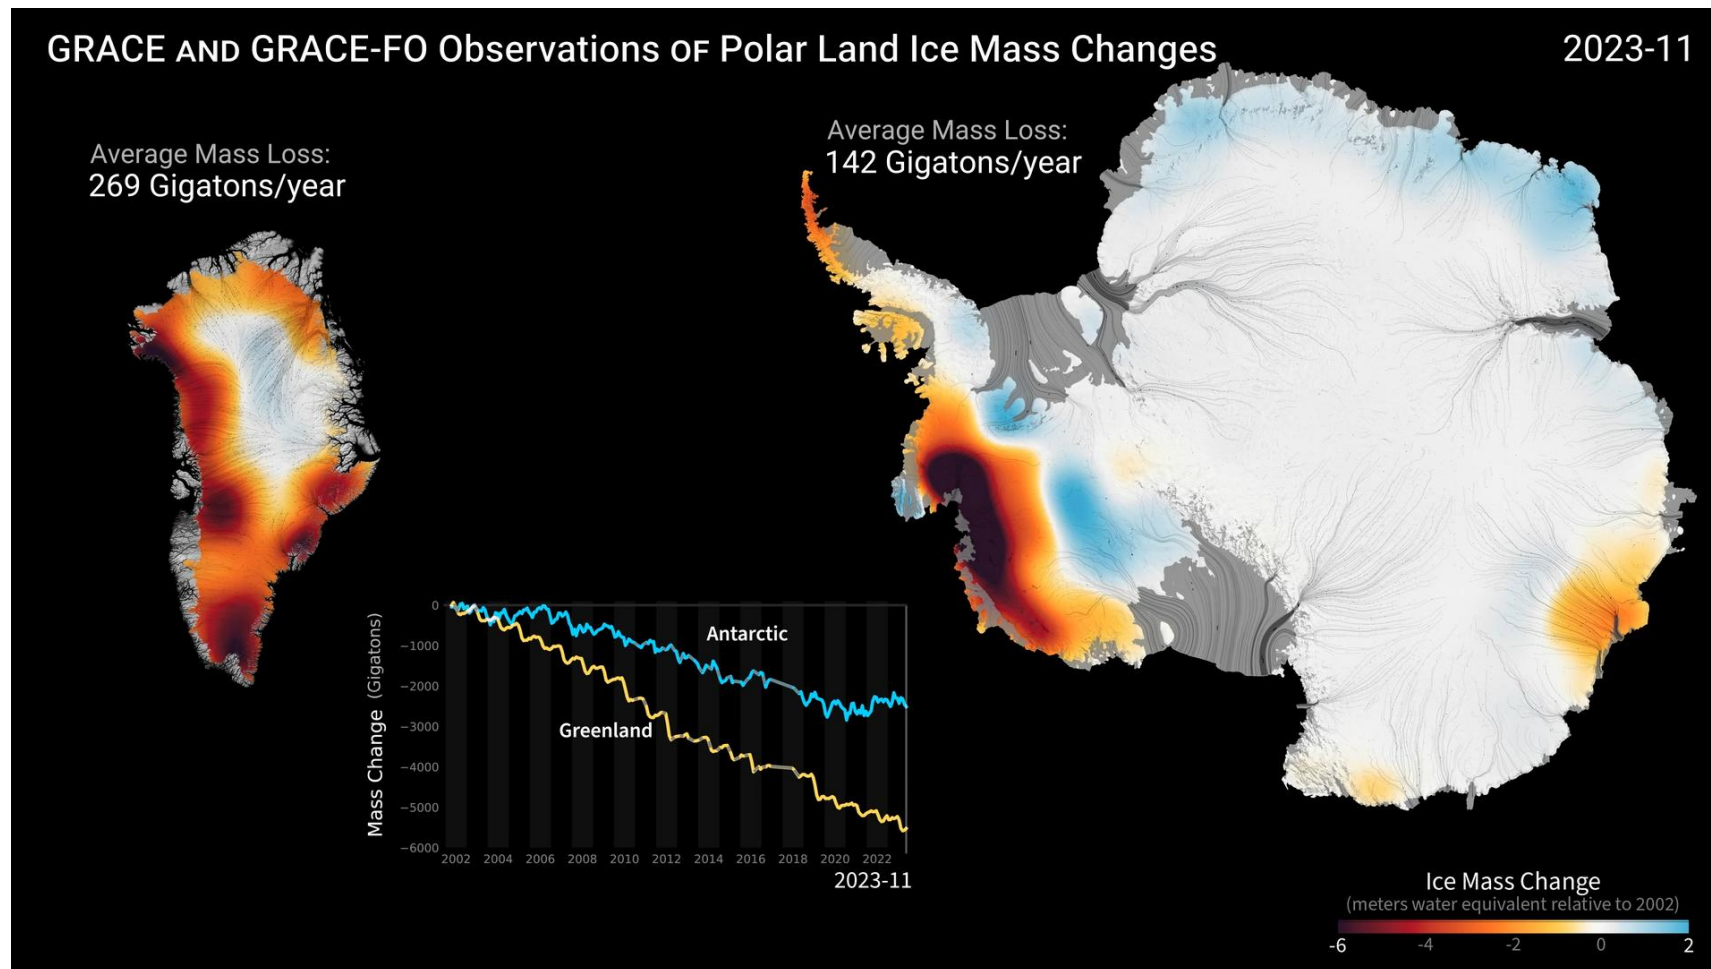 GRACE AND GRACE-FO Observations OF Polar Land Ice Mass Changes
2023-11
Average Mass Loss:
142 Gigatons/year
Average Mass Loss:
269 Gigatons/year
Mass Change (Gigatons)
0
−1000
−2000
−3000
−4000
−5000
−6000
Antarctic
Greenland
2002 2004 2006 2008 2010 2012 2014 2016 2018 2020 2022
2023-11
Ice Mass Change
(meters water equivalent relative to 2002)
-6 -4 -2 0 2